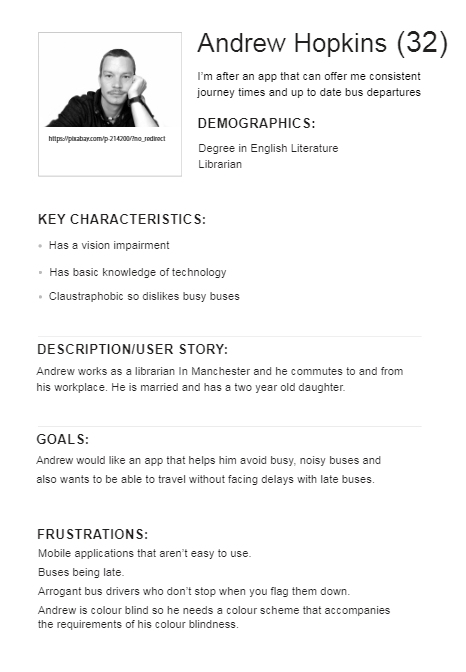 Andrew Hopkins (32)
I'm after an app that can offer me consistent
journey times and up to date bus departures
https://pixabay.com/p-214200/?no_redirect
DEMOGRAPHICS:
Degree in English Literature
Librarian
KEY CHARACTERISTICS:
Has a vision impairment
Has basic knowledge of technology
Claustraphobic so dislikes busy buses
DESCRIPTION/USER STORY:
Andrew works as a librarian In Manchester and he commutes to and from
his workplace. He is married and has a two year old daughter.
GOALS:
Andrew would like an app that helps him avoid busy, noisy buses and
also wants to be able to travel without facing delays with late buses.
FRUSTRATIONS:
Mobile applications that aren't easy to use.
Buses being late.
Arrogant bus drivers who don't stop when you flag them down.
Andrew is colour blind so he needs a colour scheme that accompanies
the requirements of his colour blindness.